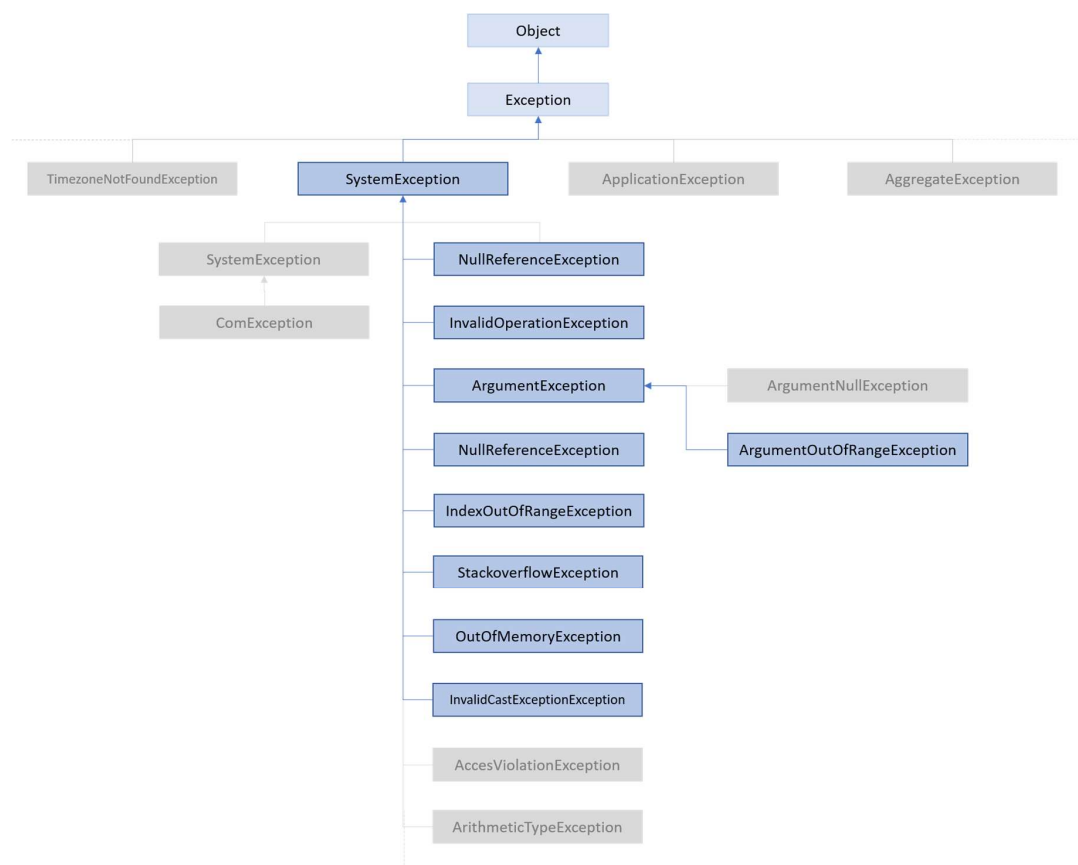 Object
Exception
TimezoneNotFoundException
SystemException
ApplicationException
AggregateException
SystemException
NullReferenceException
ComException
InvalidOperationException
ArgumentException
ArgumentNullException
NullReferenceException
ArgumentOutOfRangeException
IndexOutOfRangeException
StackoverflowException
OutOfMemoryException
InvalidCastExceptionException
AccesViolationException
ArithmeticTypeException